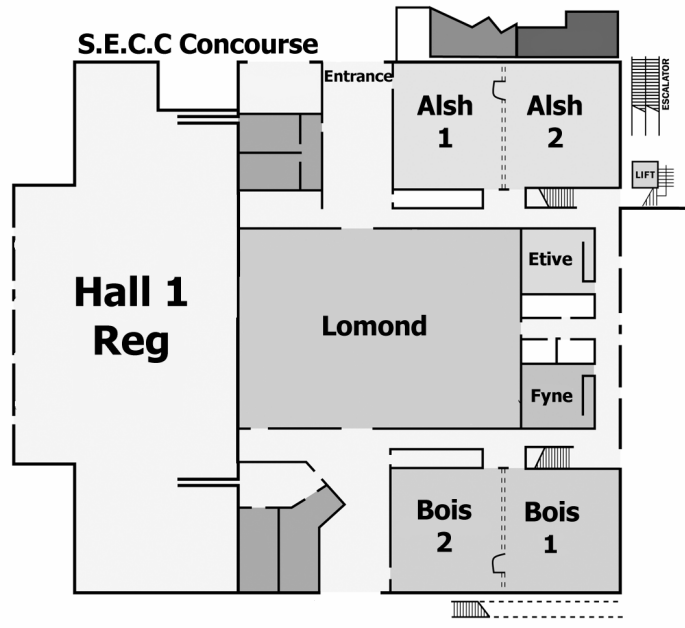 S.E.C.C Concourse
Entrance
Alsh
1
Alsh
2
ESCALATOR
LIFT
Etive
Hall 1
Reg
Lomond
Fyne
Bois
2
Bois
1